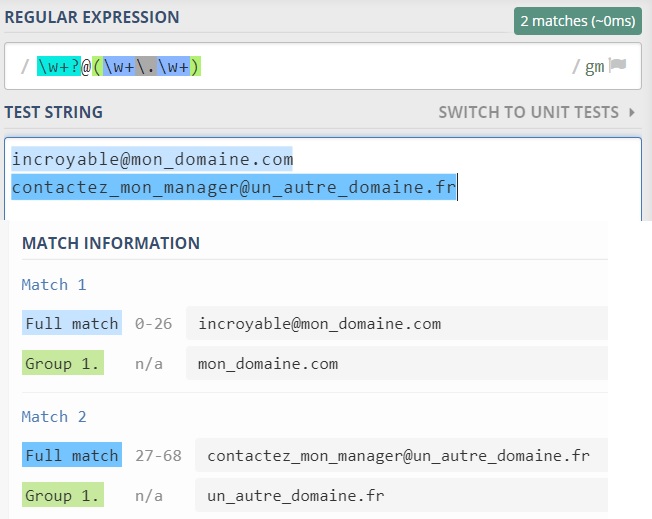 REGULAR EXPRESSION
2 matches (~0ms)
/ \w+?@(\w+\.\w+) / gm
TEST STRING
SWITCH TO UNIT TESTS
incroyable@mon_domaine.com
contactez_mon_manager@un_autre_domaine.fr
MATCH INFORMATION
Match 1
Full match 0-26 incroyable@mon_domaine.com
Group 1. n/a mon_domaine.com
Match 2
Full match 27-68 contactez_mon_manager@un_autre_domaine.fr
Group 1. n/a un_autre_domaine.fr